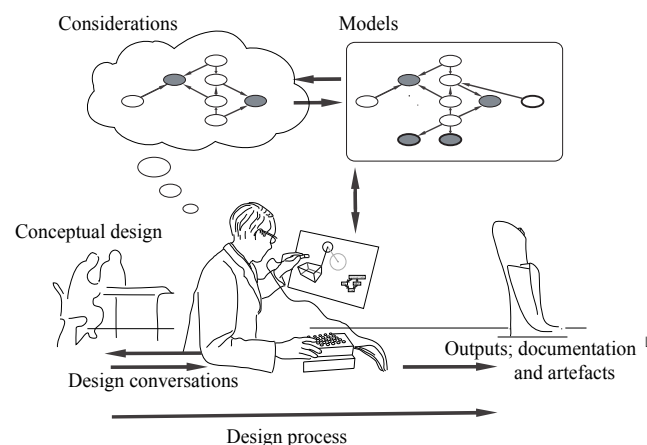 Considerations
Models
Conceptual design
Design conversations
Outputs; documentation
and artefacts
Design process